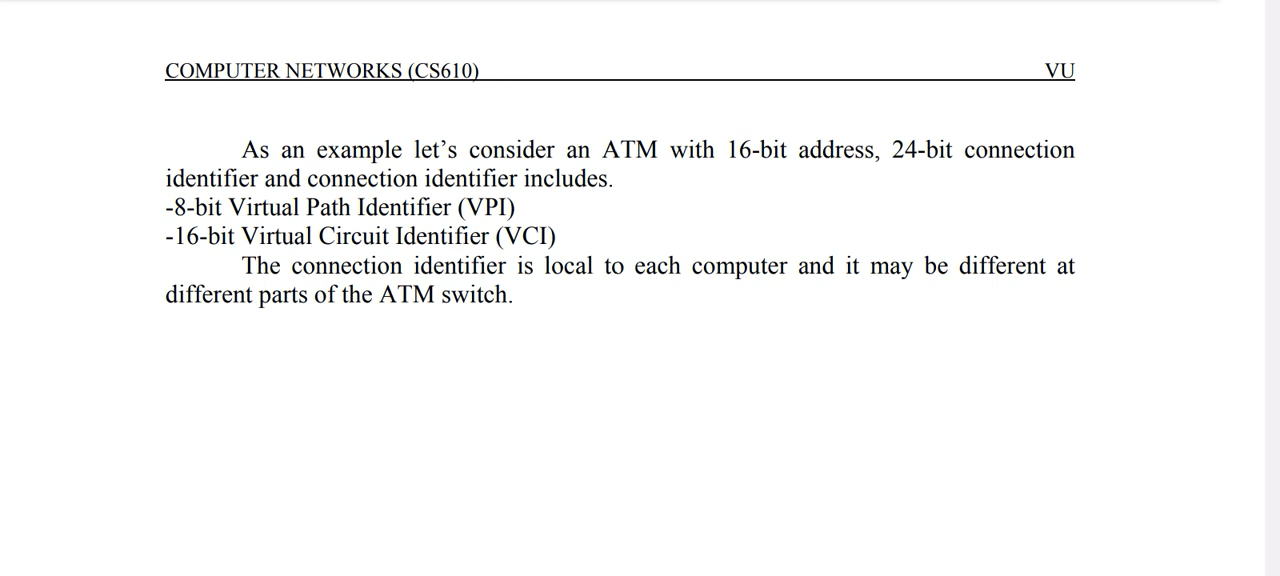 COMPUTER NETWORKS (CS610) VU
As an example let’s consider an ATM with 16-bit address, 24-bit connection
identifier and connection identifier includes.
-8-bit Virtual Path Identifier (VPI)
-16-bit Virtual Circuit Identifier (VCI)
The connection identifier is local to each computer and it may be different at
different parts of the ATM switch.